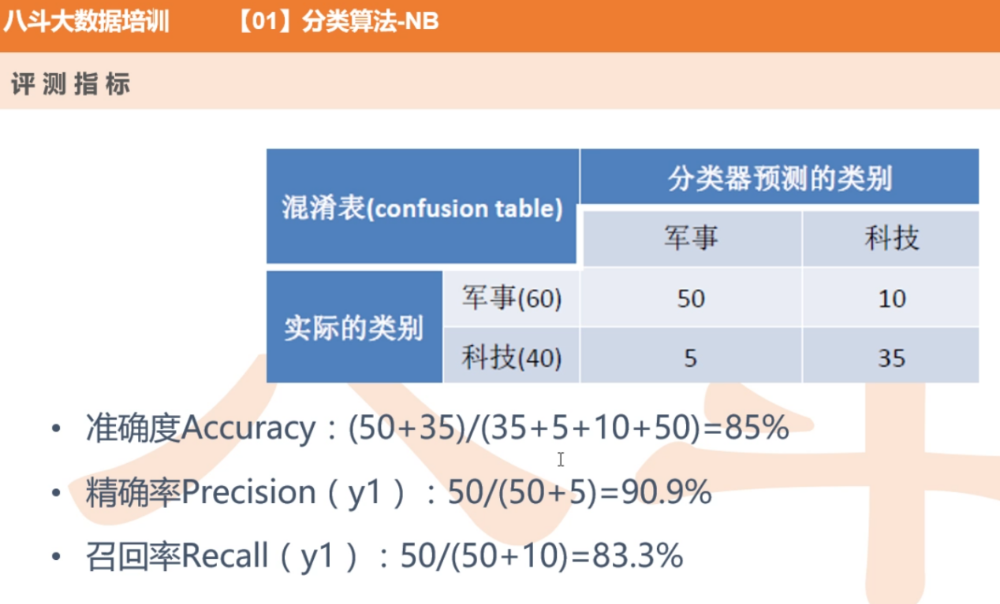 八斗大数据培训 【01】分类算法-NB
评测指标
混淆表(confusion table) 分类器预测的类别
军事 科技
实际的类别 军事(60) 50 10
科技(40) 5 35
• 准确度Accuracy：(50+35)/(35+5+10+50)=85%
• 精确率Precision（y1）：50/(50+5)=90.9%
• 召回率Recall（y1）：50/(50+10)=83.3%
八斗